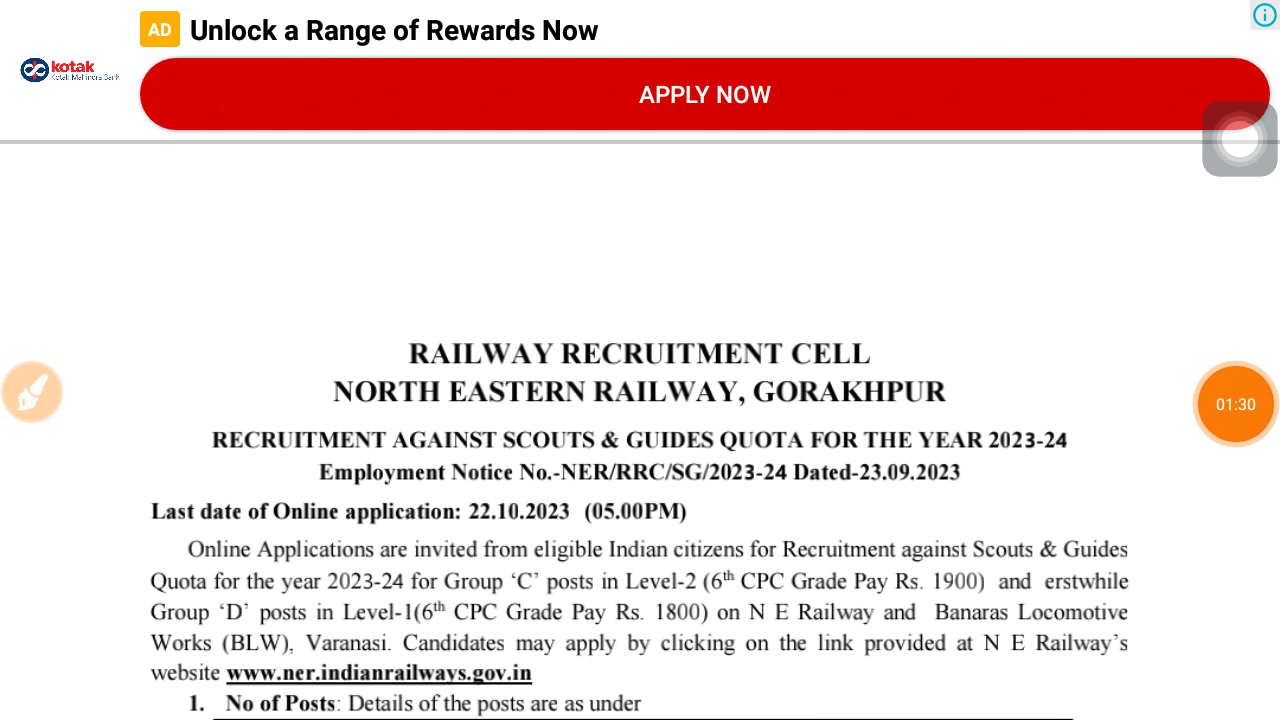 AD Unlock a Range of Rewards Now
kotak
Kotak Mahindra Bank
APPLY NOW
RAILWAY RECRUITMENT CELL
NORTH EASTERN RAILWAY, GORAKHPUR
01:30
RECRUITMENT AGAINST SCOUTS & GUIDES QUOTA FOR THE YEAR 2023-24
Employment Notice No.-NER/RRC/SG/2023-24 Dated-23.09.2023
Last date of Online application: 22.10.2023 (05.00PM)
Online Applications are invited from eligible Indian citizens for Recruitment against Scouts & Guides
Quota for the year 2023-24 for Group ‘C’ posts in Level-2 (6th CPC Grade Pay Rs. 1900) and erstwhile
Group ‘D’ posts in Level-1(6th CPC Grade Pay Rs. 1800) on N E Railway and Banaras Locomotive
Works (BLW), Varanasi. Candidates may apply by clicking on the link provided at N E Railway’s
website www.ner.indianrailways.gov.in
1. No of Posts: Details of the posts are as under